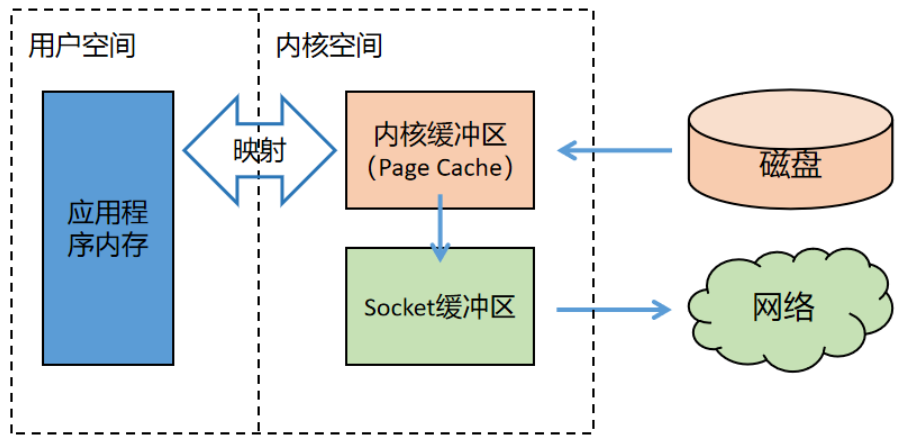 用户空间
内核空间
应用程
序内存
映射
内核缓冲区
（Page Cache）
磁盘
Socket缓冲区
网络